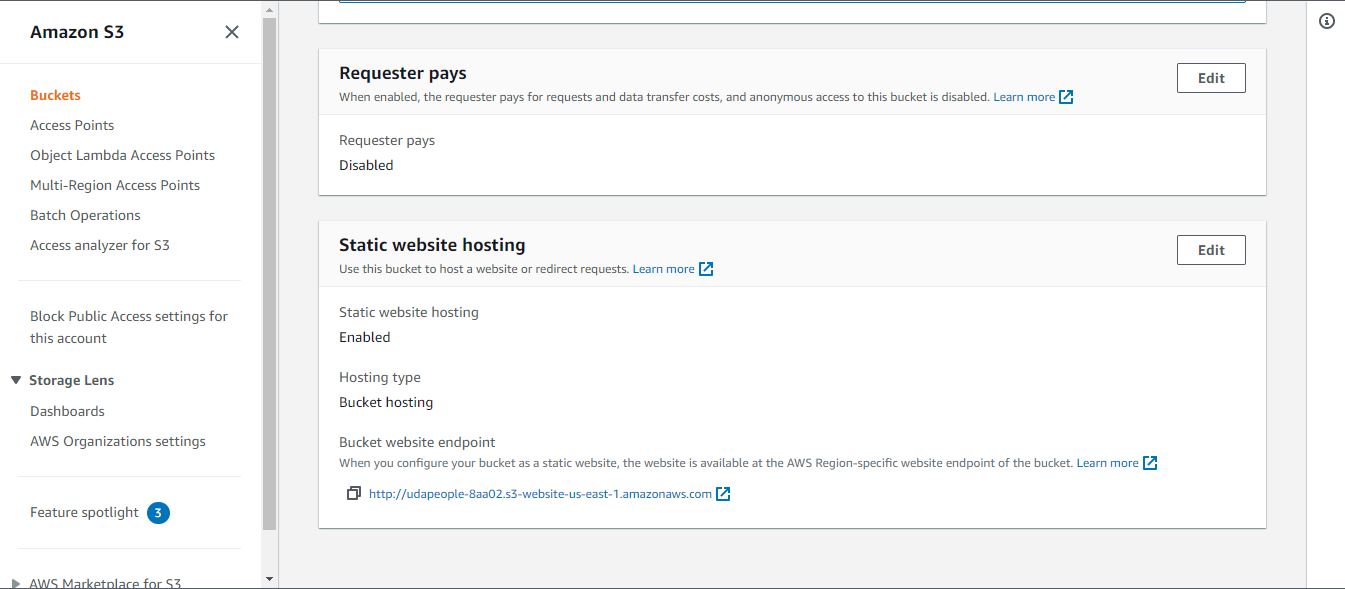 Amazon S3
Buckets
Access Points
Object Lambda Access Points
Multi-Region Access Points
Batch Operations
Access analyzer for S3
Block Public Access settings for
this account
Storage Lens
Dashboards
AWS Organizations settings
Feature spotlight 3
AWS Marketplace for S3
Requester pays
Edit
When enabled, the requester pays for requests and data transfer costs, and anonymous access to this bucket is disabled. Learn more
Requester pays
Disabled
Static website hosting
Edit
Use this bucket to host a website or redirect requests. Learn more
Static website hosting
Enabled
Hosting type
Bucket hosting
Bucket website endpoint
When you configure your bucket as a static website, the website is available at the AWS Region-specific website endpoint of the bucket. Learn more
http://udapeople-8aa02.s3-website-us-east-1.amazonaws.com